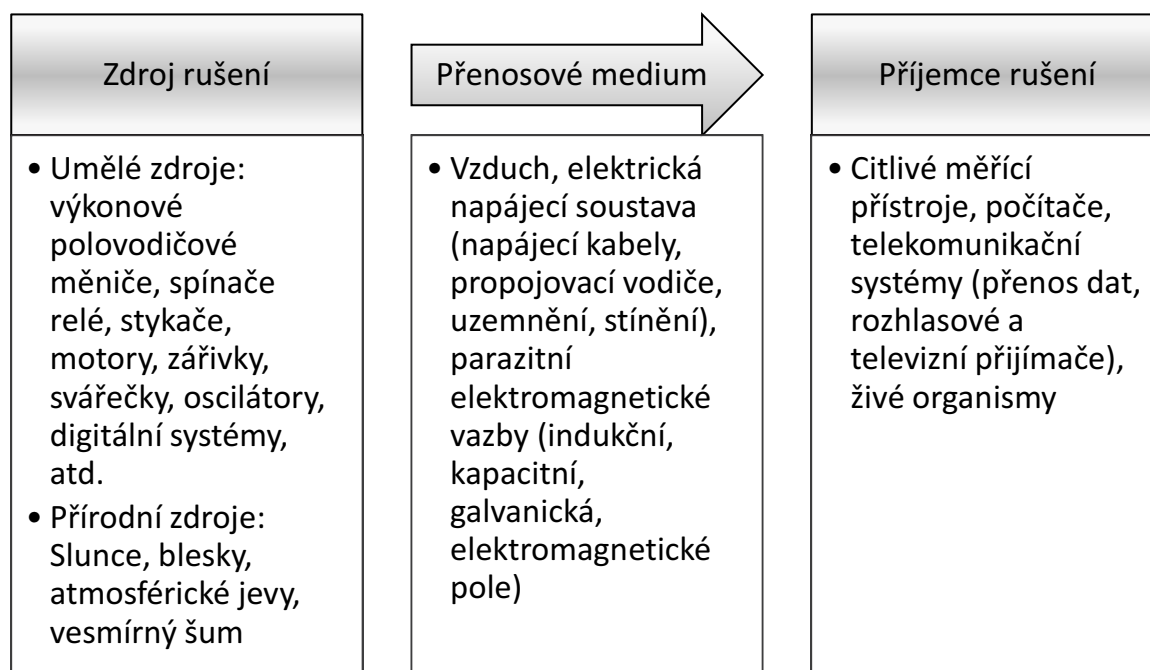 Zdroj rušení
• Umělé zdroje:
výkonové
polovodičové
měniče, spínače
relé, stykače,
motory, zářivky,
svářečky, oscilátory,
digitální systémy,
atd.
• Přírodní zdroje:
Slunce, blesky,
atmosférické jevy,
vesmírný šum
Přenosové medium
• Vzduch, elektrická
napájecí soustava
(napájecí kabely,
propojovací vodiče,
uzemnění, stínění),
parazitní
elektromagnetické
vazby (indukční,
kapacitní,
galvanická,
elektromagnetické
pole)
Příjemce rušení
• Citlivé měřící
přístroje, počítače,
telekomunikační
systémy (přenos dat,
rozhlasové a
televizní přijímače),
živé organismy